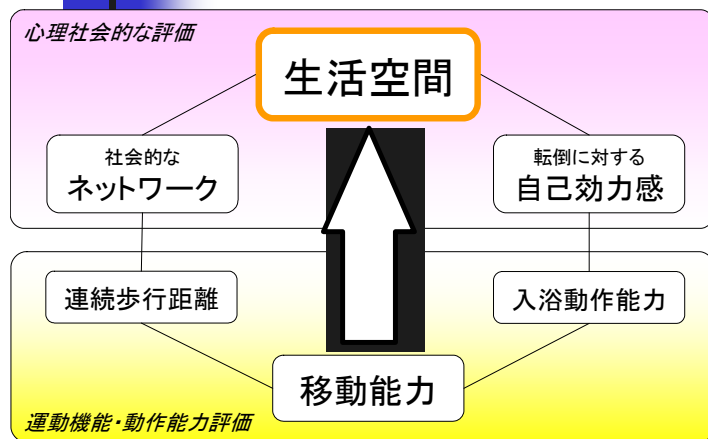 心理社会的な評価
生活空間
社会的な
ネットワーク
転倒に対する
自己効力感
連続歩行距離
入浴動作能力
移動能力
運動機能・動作能力評価